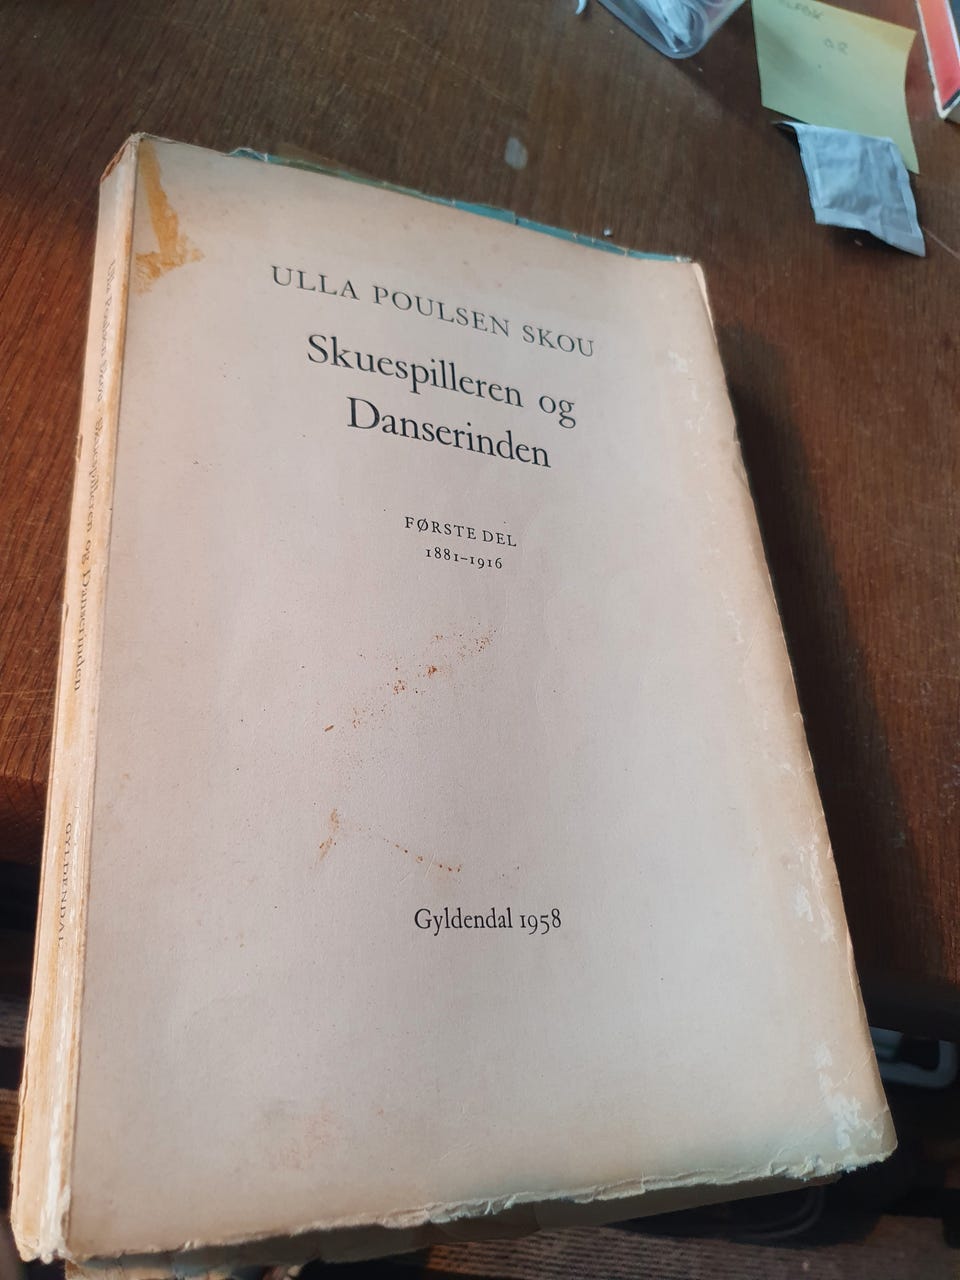 ULLA POULSEN SKOU
Skuespilleren og
Danserinden
FØRSTE DEL
1881–1916
Gyldendal 1958
Ulla Poulsen Skou Skuespilleren og Danserinden
GYLDENDAL